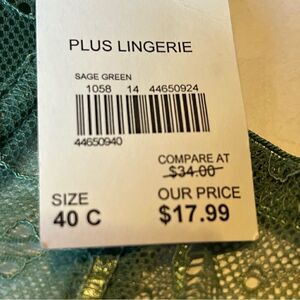 PLUS LINGERIE
SAGE GREEN
1058 14 44650924
44650940
COMPARE AT
$34.00
SIZE
OUR PRICE
40 C
$17.99